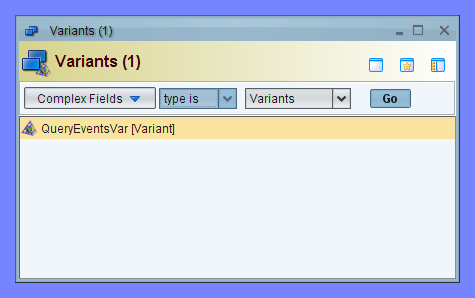 Variants (1)
Variants (1)
Complex Fields type is Variants Go
QueryEventsVar [Variant]